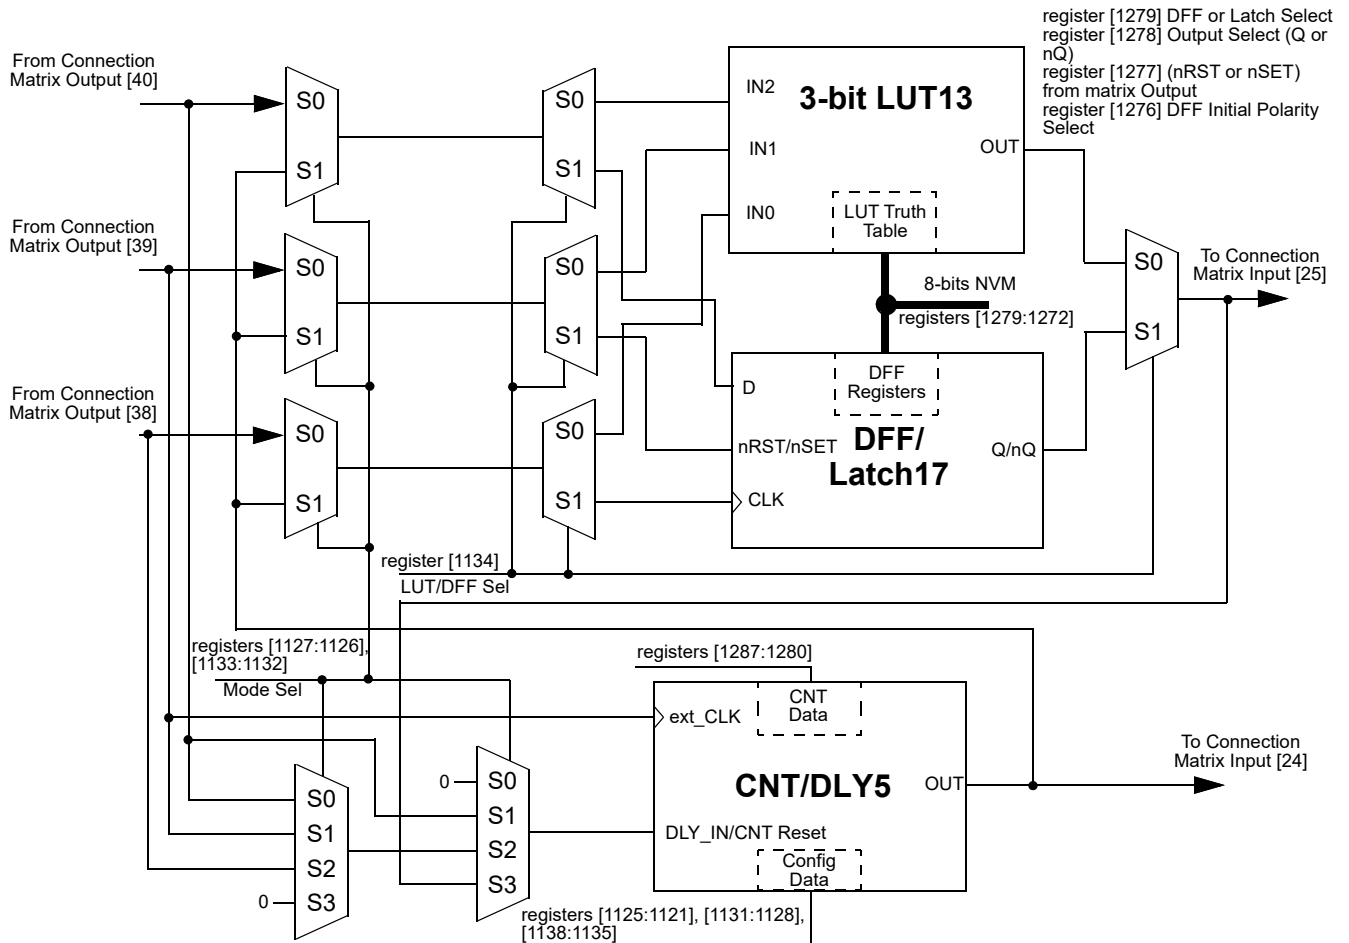 register [1279] DFF or Latch Select
register [1278] Output Select (Q or
nQ)
register [1277] (nRST or nSET)
from matrix Output
register [1276] DFF Initial Polarity
Select
From Connection
Matrix Output [40]
S0
S1
S0
S1
IN2
IN1
IN0
3-bit LUT13
OUT
LUT Truth
Table
From Connection
Matrix Output [39]
S0
S1
S0
S1
8-bits NVM
registers [1279:1272]
S0
S1
To Connection
Matrix Input [25]
From Connection
Matrix Output [38]
S0
S1
S0
S1
D
nRST/nSET
CLK
DFF
Registers
DFF/
Latch17
Q/nQ
register [1134]
LUT/DFF Sel
registers [1127:1126],
[1133:1132]
Mode Sel
registers [1287:1280]
ext_CLK
CNT
Data
CNT/DLY5
OUT
To Connection
Matrix Input [24]
DLY_IN/CNT Reset
Config
Data
0
S0
S1
S2
S3
S0
S1
S2
0
S3
registers [1125:1121], [1131:1128],
[1138:1135]